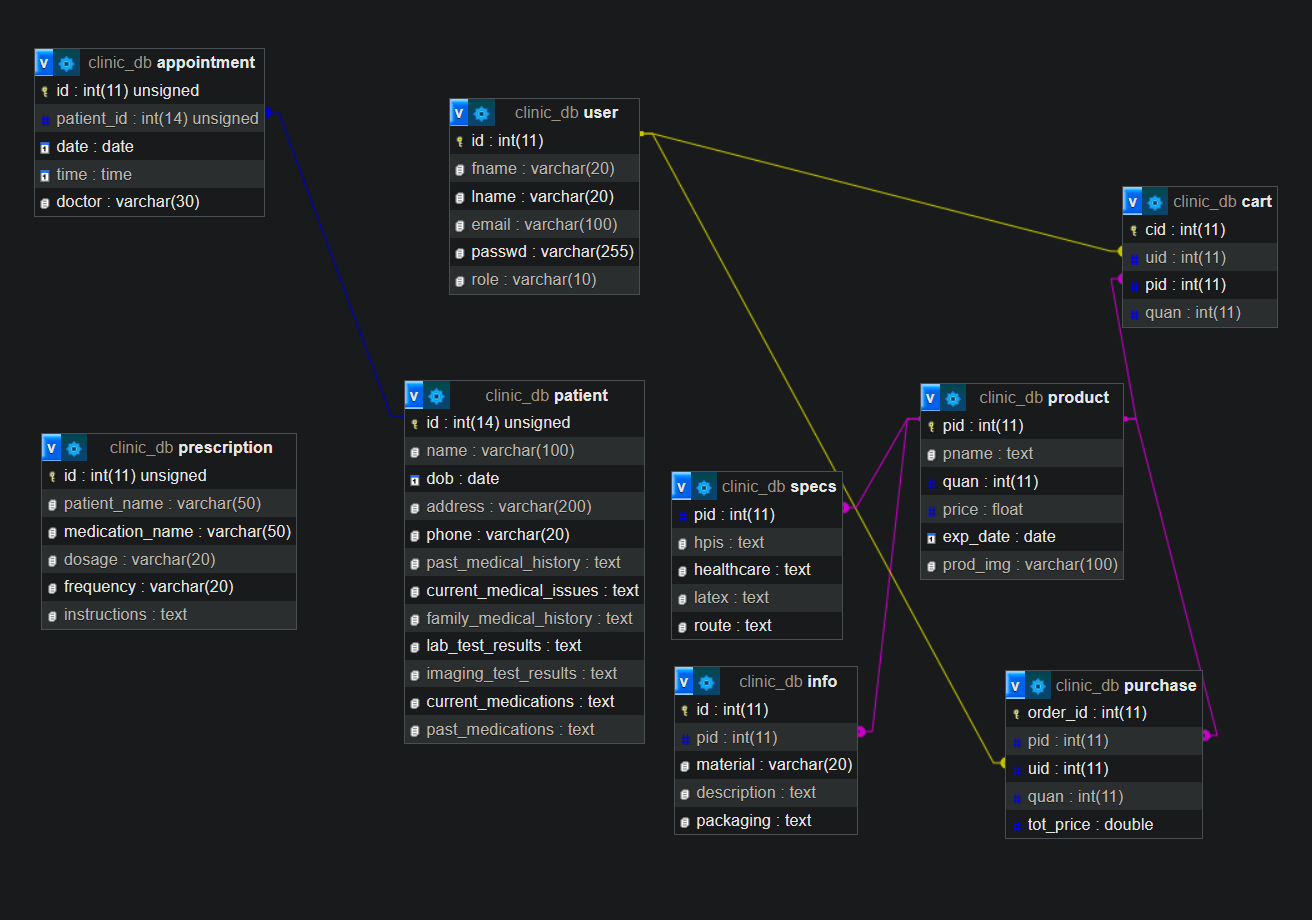 v clinic_db appointment
id : int(11) unsigned
# patient_id : int(14) unsigned
date : date
time : time
doctor : varchar(30)
v clinic_db user
id : int(11)
fname : varchar(20)
lname : varchar(20)
email : varchar(100)
passwd : varchar(255)
role : varchar(10)
v clinic_db cart
cid : int(11)
# uid : int(11)
# pid : int(11)
# quan : int(11)
v clinic_db prescription
id : int(11) unsigned
patient_name : varchar(50)
medication_name : varchar(50)
dosage : varchar(20)
frequency : varchar(20)
instructions : text
v clinic_db patient
id : int(14) unsigned
name : varchar(100)
dob : date
address : varchar(200)
phone : varchar(20)
past_medical_history : text
current_medical_issues : text
family_medical_history : text
lab_test_results : text
imaging_test_results : text
current_medications : text
past_medications : text
v clinic_db product
pid : int(11)
pname : text
# quan : int(11)
# price : float
exp_date : date
prod_img : varchar(100)
v clinic_db specs
# pid : int(11)
hpis : text
healthcare : text
latex : text
route : text
v clinic_db info
id : int(11)
# pid : int(11)
material : varchar(20)
description : text
packaging : text
v clinic_db purchase
order_id : int(11)
# pid : int(11)
# uid : int(11)
# quan : int(11)
# tot_price : double